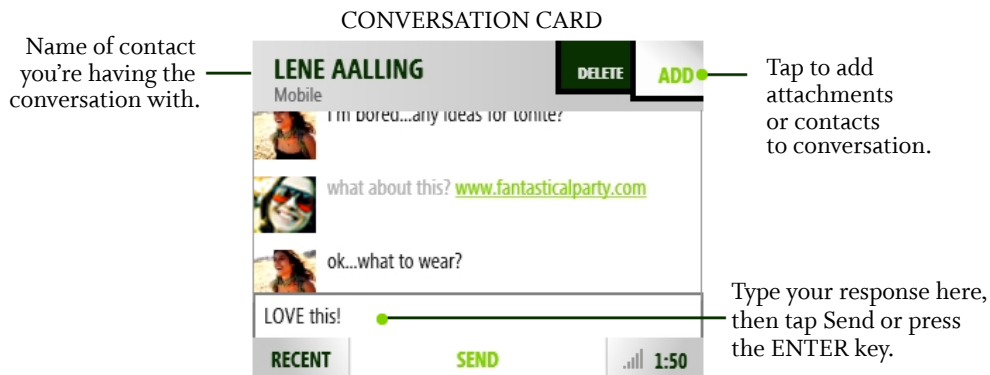 CONVERSATION CARD
Name of contact
you're having the
conversation with.
LENE AALLING
Mobile
DELETE
ADD
Tap to add
attachments
or contacts
to conversation.
I'm bored...any ideas for tonite?
what about this? www.fantasticalparty.com
ok...what to wear?
LOVE this!
Type your response here,
then tap Send or press
the ENTER key.
RECENT
SEND
1:50